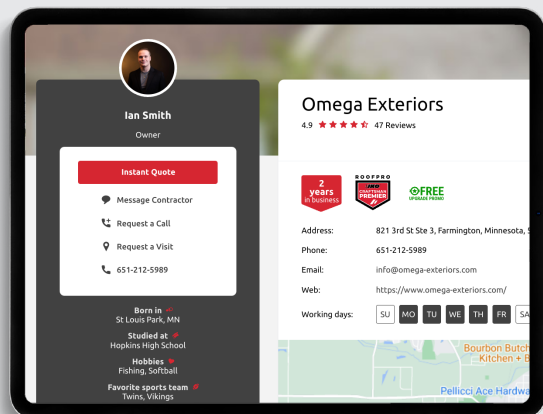 Ian Smith
Owner
Instant Quote
Message Contractor
Request a Call
Request a Visit
651-212-5989
Born in
St Louis Park, MN
Studied at
Hopkins High School
Hobbies
Fishing, Softball
Favorite sports team
Twins, Vikings
Omega Exteriors
4.9 47 Reviews
2
years
in business
ROOFPRO
IKO
CRAFTSMAN
PREMIER
FREE
UPGRADE PROMO
Address: 821 3rd St Ste 3, Farmington, Minnesota, 5
Phone: 651-212-5989
Email: info@omega-exteriors.com
Web: https://www.omega-exteriors.com/
Working days: SU MO TU WE TH FR SA
Bourbon Butch
Kitchen + B
Pellicci Ace Hardwa